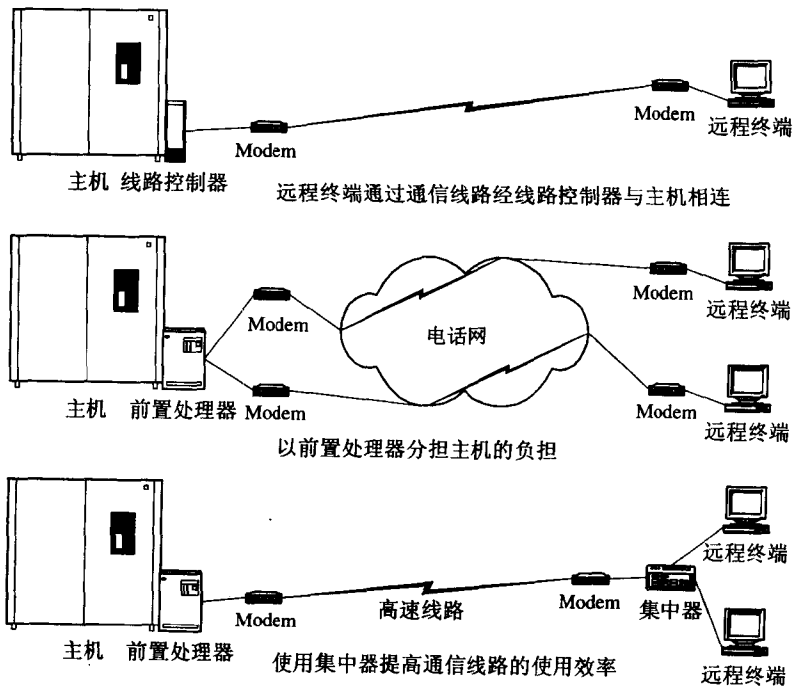 Modem
远程终端
Modem
主机 线路控制器
远程终端通过通信线路经线路控制器与主机相连
Modem
远程终端
Modem
电话网
主机 前置处理器 Modem
Modem
远程终端
以前置处理器分担主机的负担
远程终端
Modem
高速线路
Modem
集中器
主机 前置处理器
使用集中器提高通信线路的使用效率
远程终端